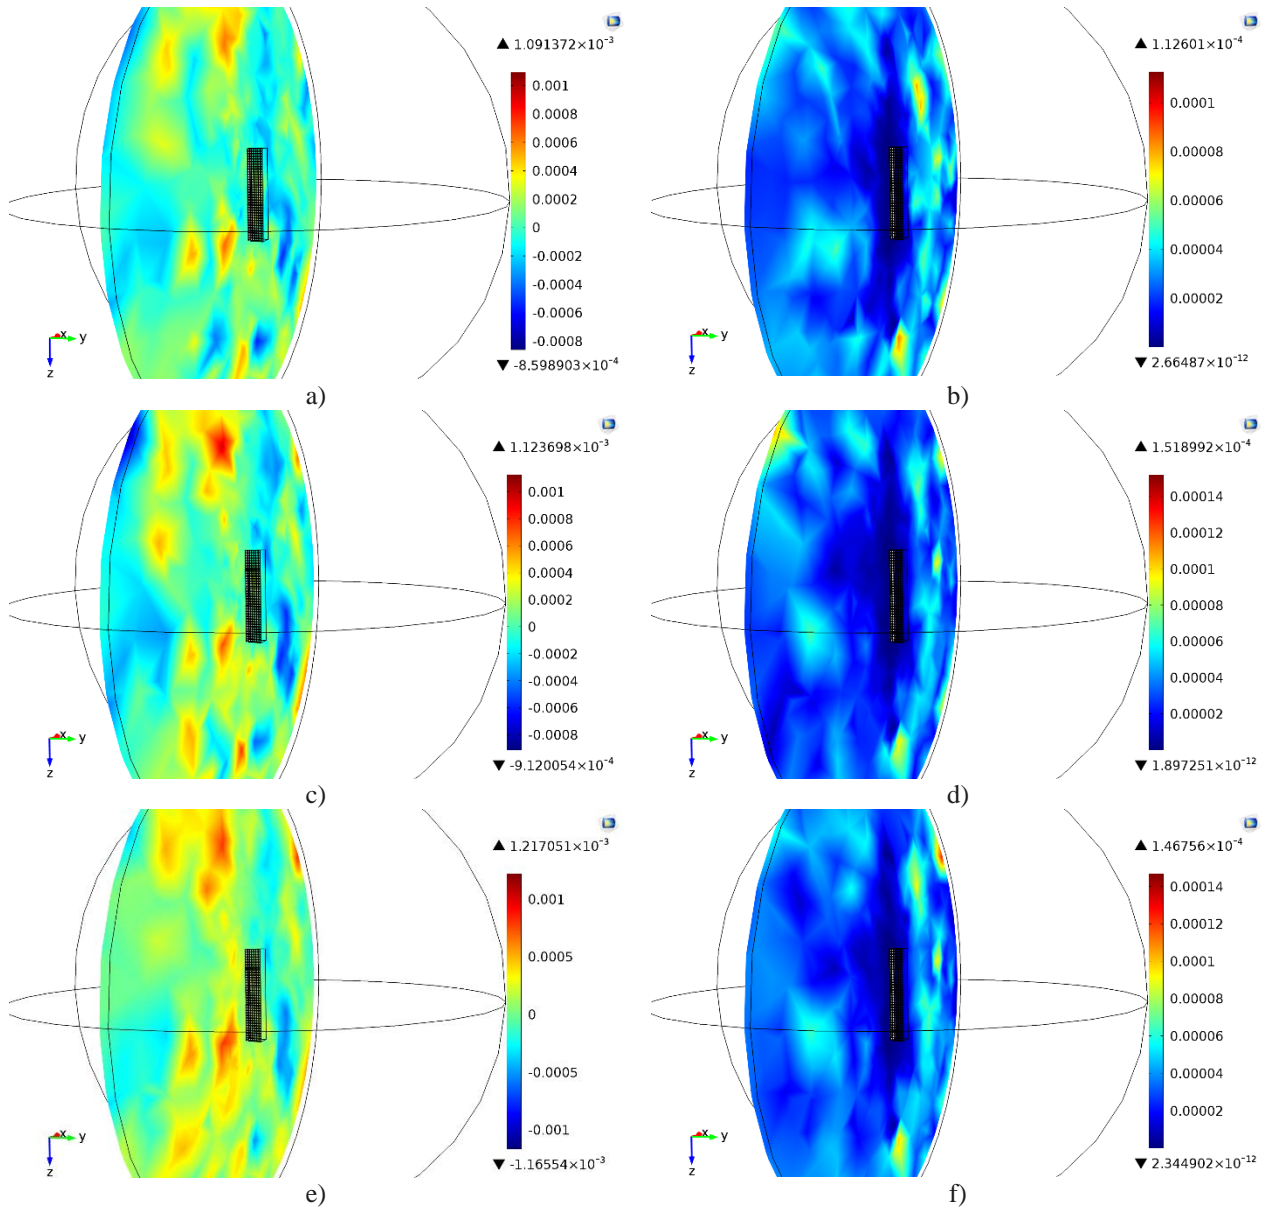 ▲ 1.091372×10⁻³
0.001
0.0008
0.0006
0.0004
0.0002
0
-0.0002
-0.0004
-0.0006
-0.0008
▼ -8.598903×10⁻⁴
x
y
z
a)
▲ 1.12601×10⁻⁴
0.0001
0.00008
0.00006
0.00004
0.00002
▼ 2.66487×10⁻¹²
x
y
z
b)
▲ 1.123698×10⁻³
0.001
0.0008
0.0006
0.0004
0.0002
0
-0.0002
-0.0004
-0.0006
-0.0008
▼ -9.120054×10⁻⁴
x
y
z
c)
▲ 1.518992×10⁻⁴
0.00014
0.00012
0.0001
0.00008
0.00006
0.00004
0.00002
▼ 1.897251×10⁻¹²
x
y
z
d)
▲ 1.217051×10⁻³
0.001
0.0005
0
-0.0005
-0.001
▼ -1.16554×10⁻³
x
y
z
e)
▲ 1.46756×10⁻⁴
0.00014
0.00012
0.0001
0.00008
0.00006
0.00004
0.00002
▼ 2.344902×10⁻¹²
x
y
z
f)